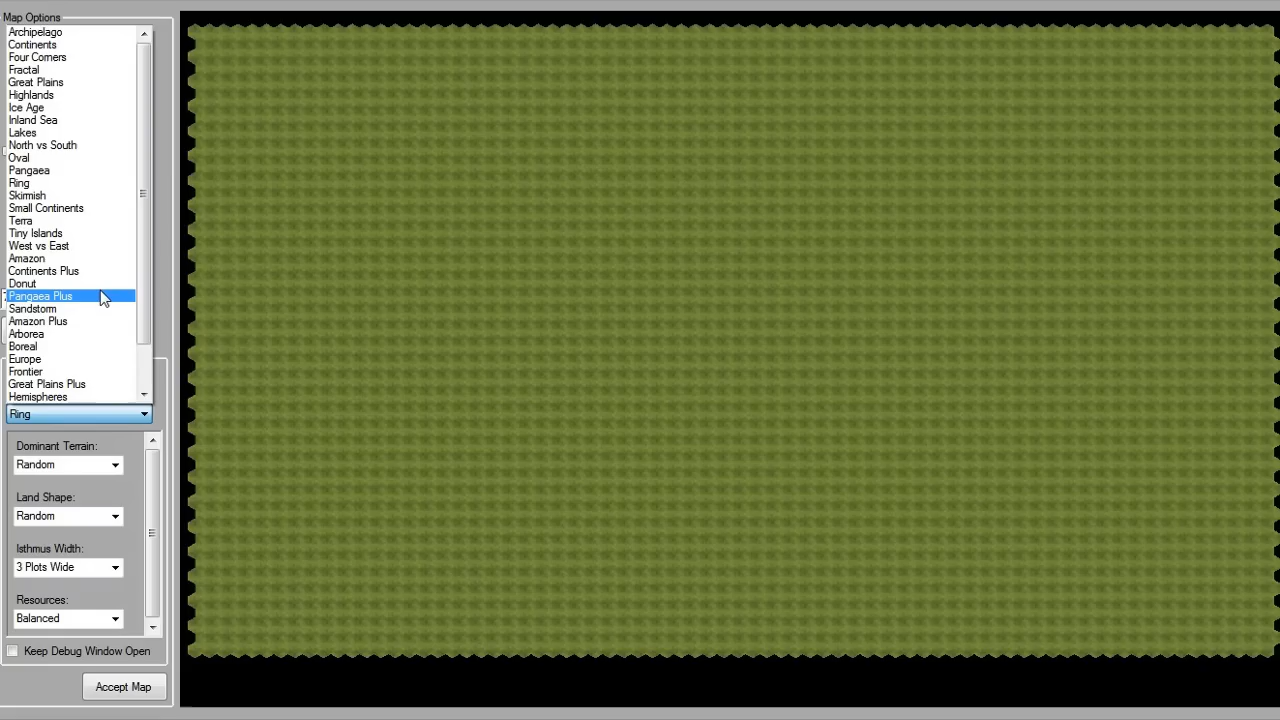 Map Options
Archipelago
Continents
Four Corners
Fractal
Great Plains
Highlands
Ice Age
Inland Sea
Lakes
North vs South
Oval
Pangaea
Ring
Skirmish
Small Continents
Terra
Tiny Islands
West vs East
Amazon
Continents Plus
Donut
Pangaea Plus
Sandstorm
Amazon Plus
Arborea
Boreal
Europe
Frontier
Great Plains Plus
Hemispheres
Ring
Dominant Terrain:
Random
Land Shape:
Random
Isthmus Width:
3 Plots Wide
Resources:
Balanced
Keep Debug Window Open
Accept Map